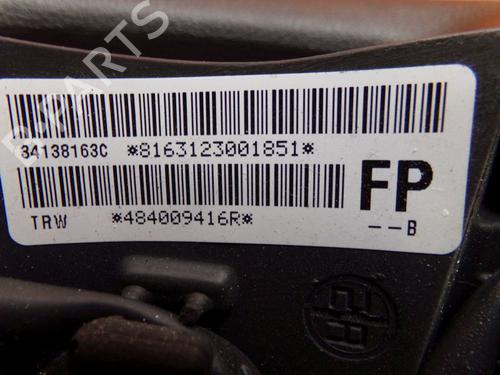 B-PARTS
34138163C *8163123001851*
TRW *484009416R* FP
--B